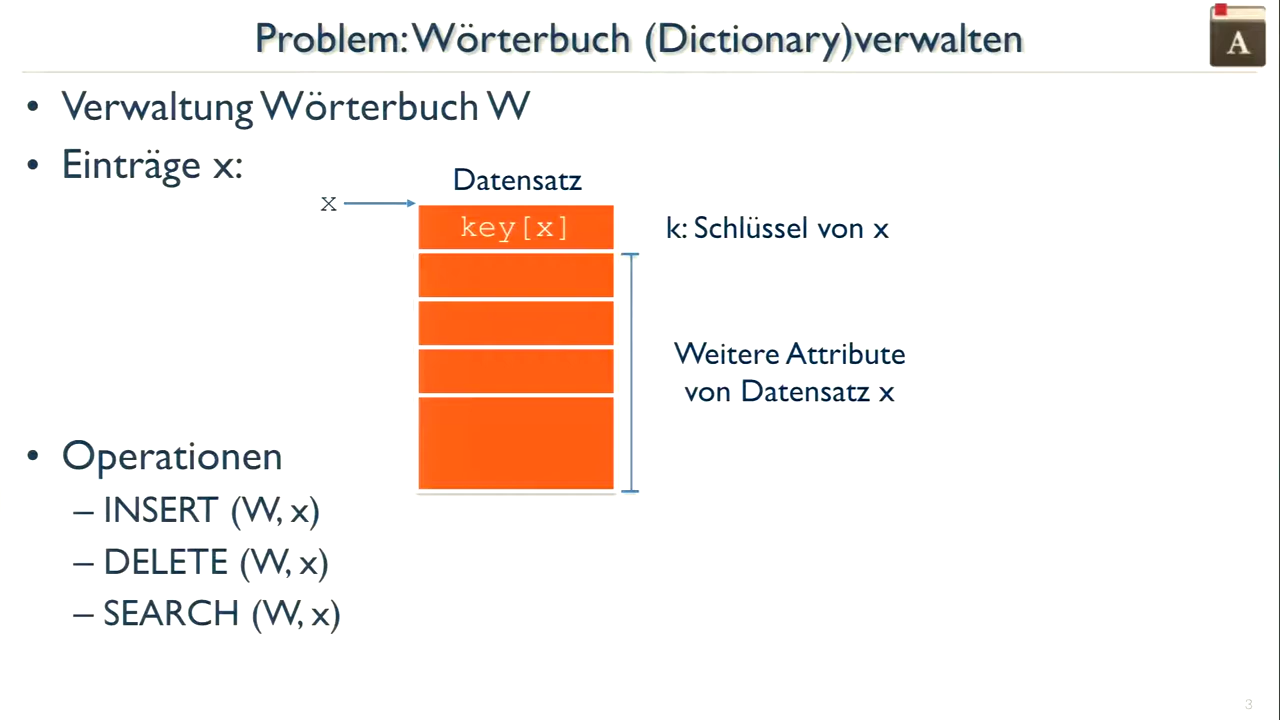 Problem: Wörterbuch (Dictionary)verwalten
A
• Verwaltung Wörterbuch W
• Einträge x:
Datensatz
x
key[x]
k: Schlüssel von x
Weitere Attribute
von Datensatz x
• Operationen
– INSERT (W, x)
– DELETE (W, x)
– SEARCH (W, x)
3